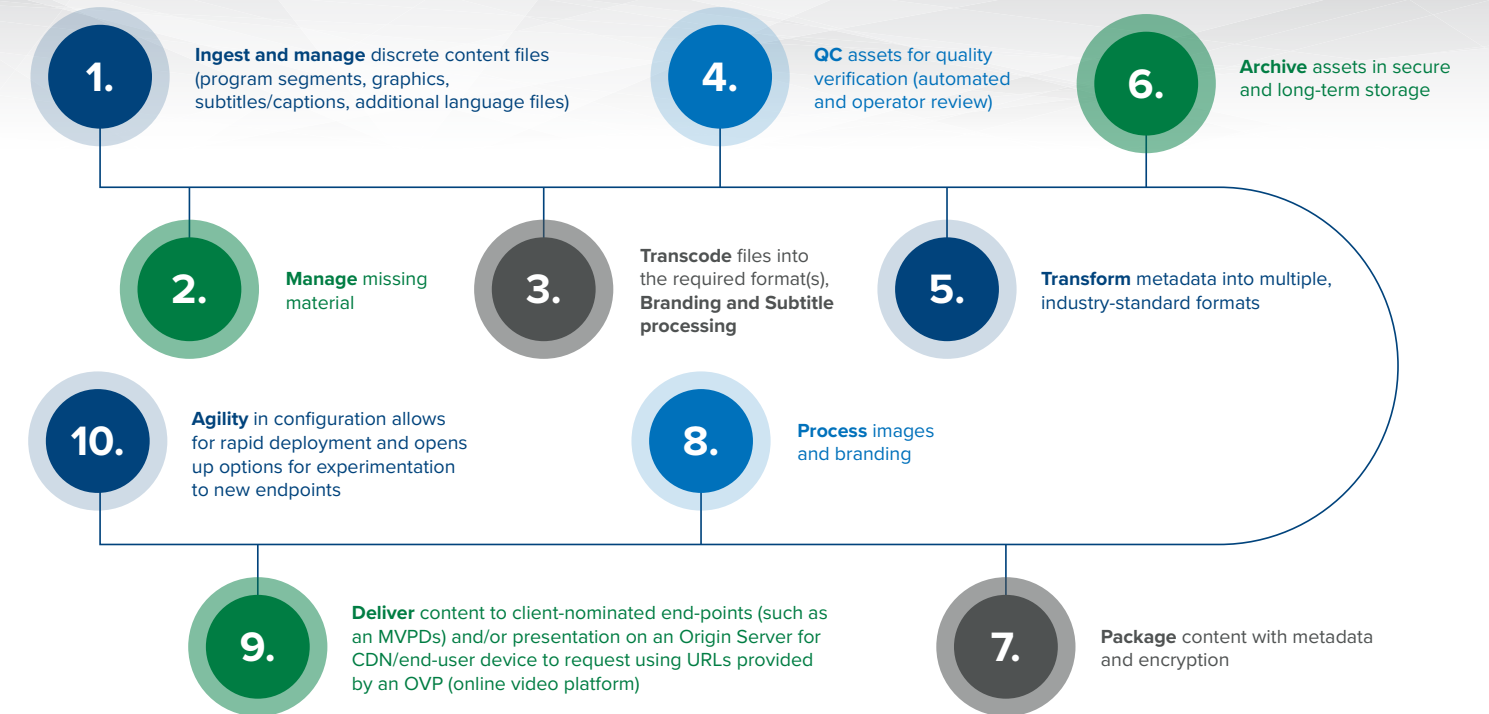 1.
Ingest and manage discrete content files
(program segments, graphics,
subtitles/captions, additional language files)
2.
Manage missing
material
3.
Transcode files into
the required format(s),
Branding and Subtitle
processing
4.
QC assets for quality
verification (automated
and operator review)
5.
Transform metadata into multiple,
industry-standard formats
6.
Archive assets in secure
and long-term storage
7.
Package content with metadata
and encryption
8.
Process images
and branding
9.
Deliver content to client-nominated end-points (such as
an MVPDs) and/or presentation on an Origin Server for
CDN/end-user device to request using URLs provided
by an OVP (online video platform)
10.
Agility in configuration allows
for rapid deployment and opens
up options for experimentation
to new endpoints